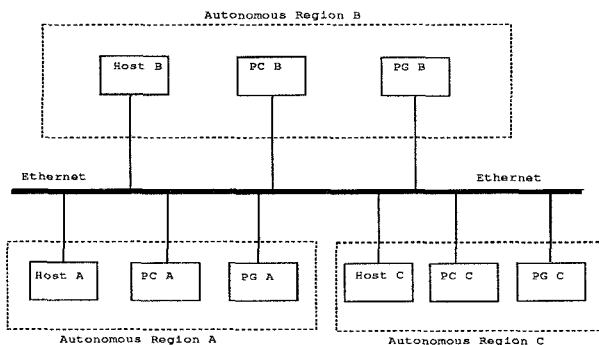 Autonomous Region B
Host B
PC B
PG B
Ethernet
Ethernet
Host A
PC A
PG A
Host C
PC C
PG C
Autonomous Region A
Autonomous Region C